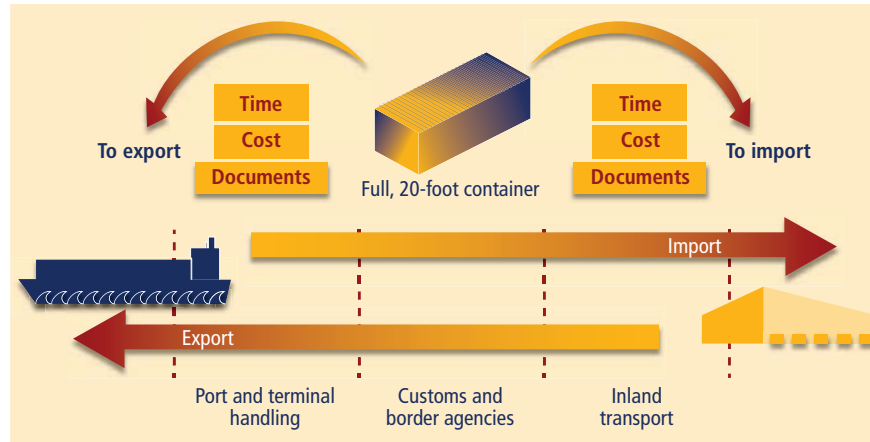 Time
Cost
Documents
To export
Full, 20-foot container
Time
Cost
Documents
To import
Import
Export
Port and terminal
handling
Customs and
border agencies
Inland
transport